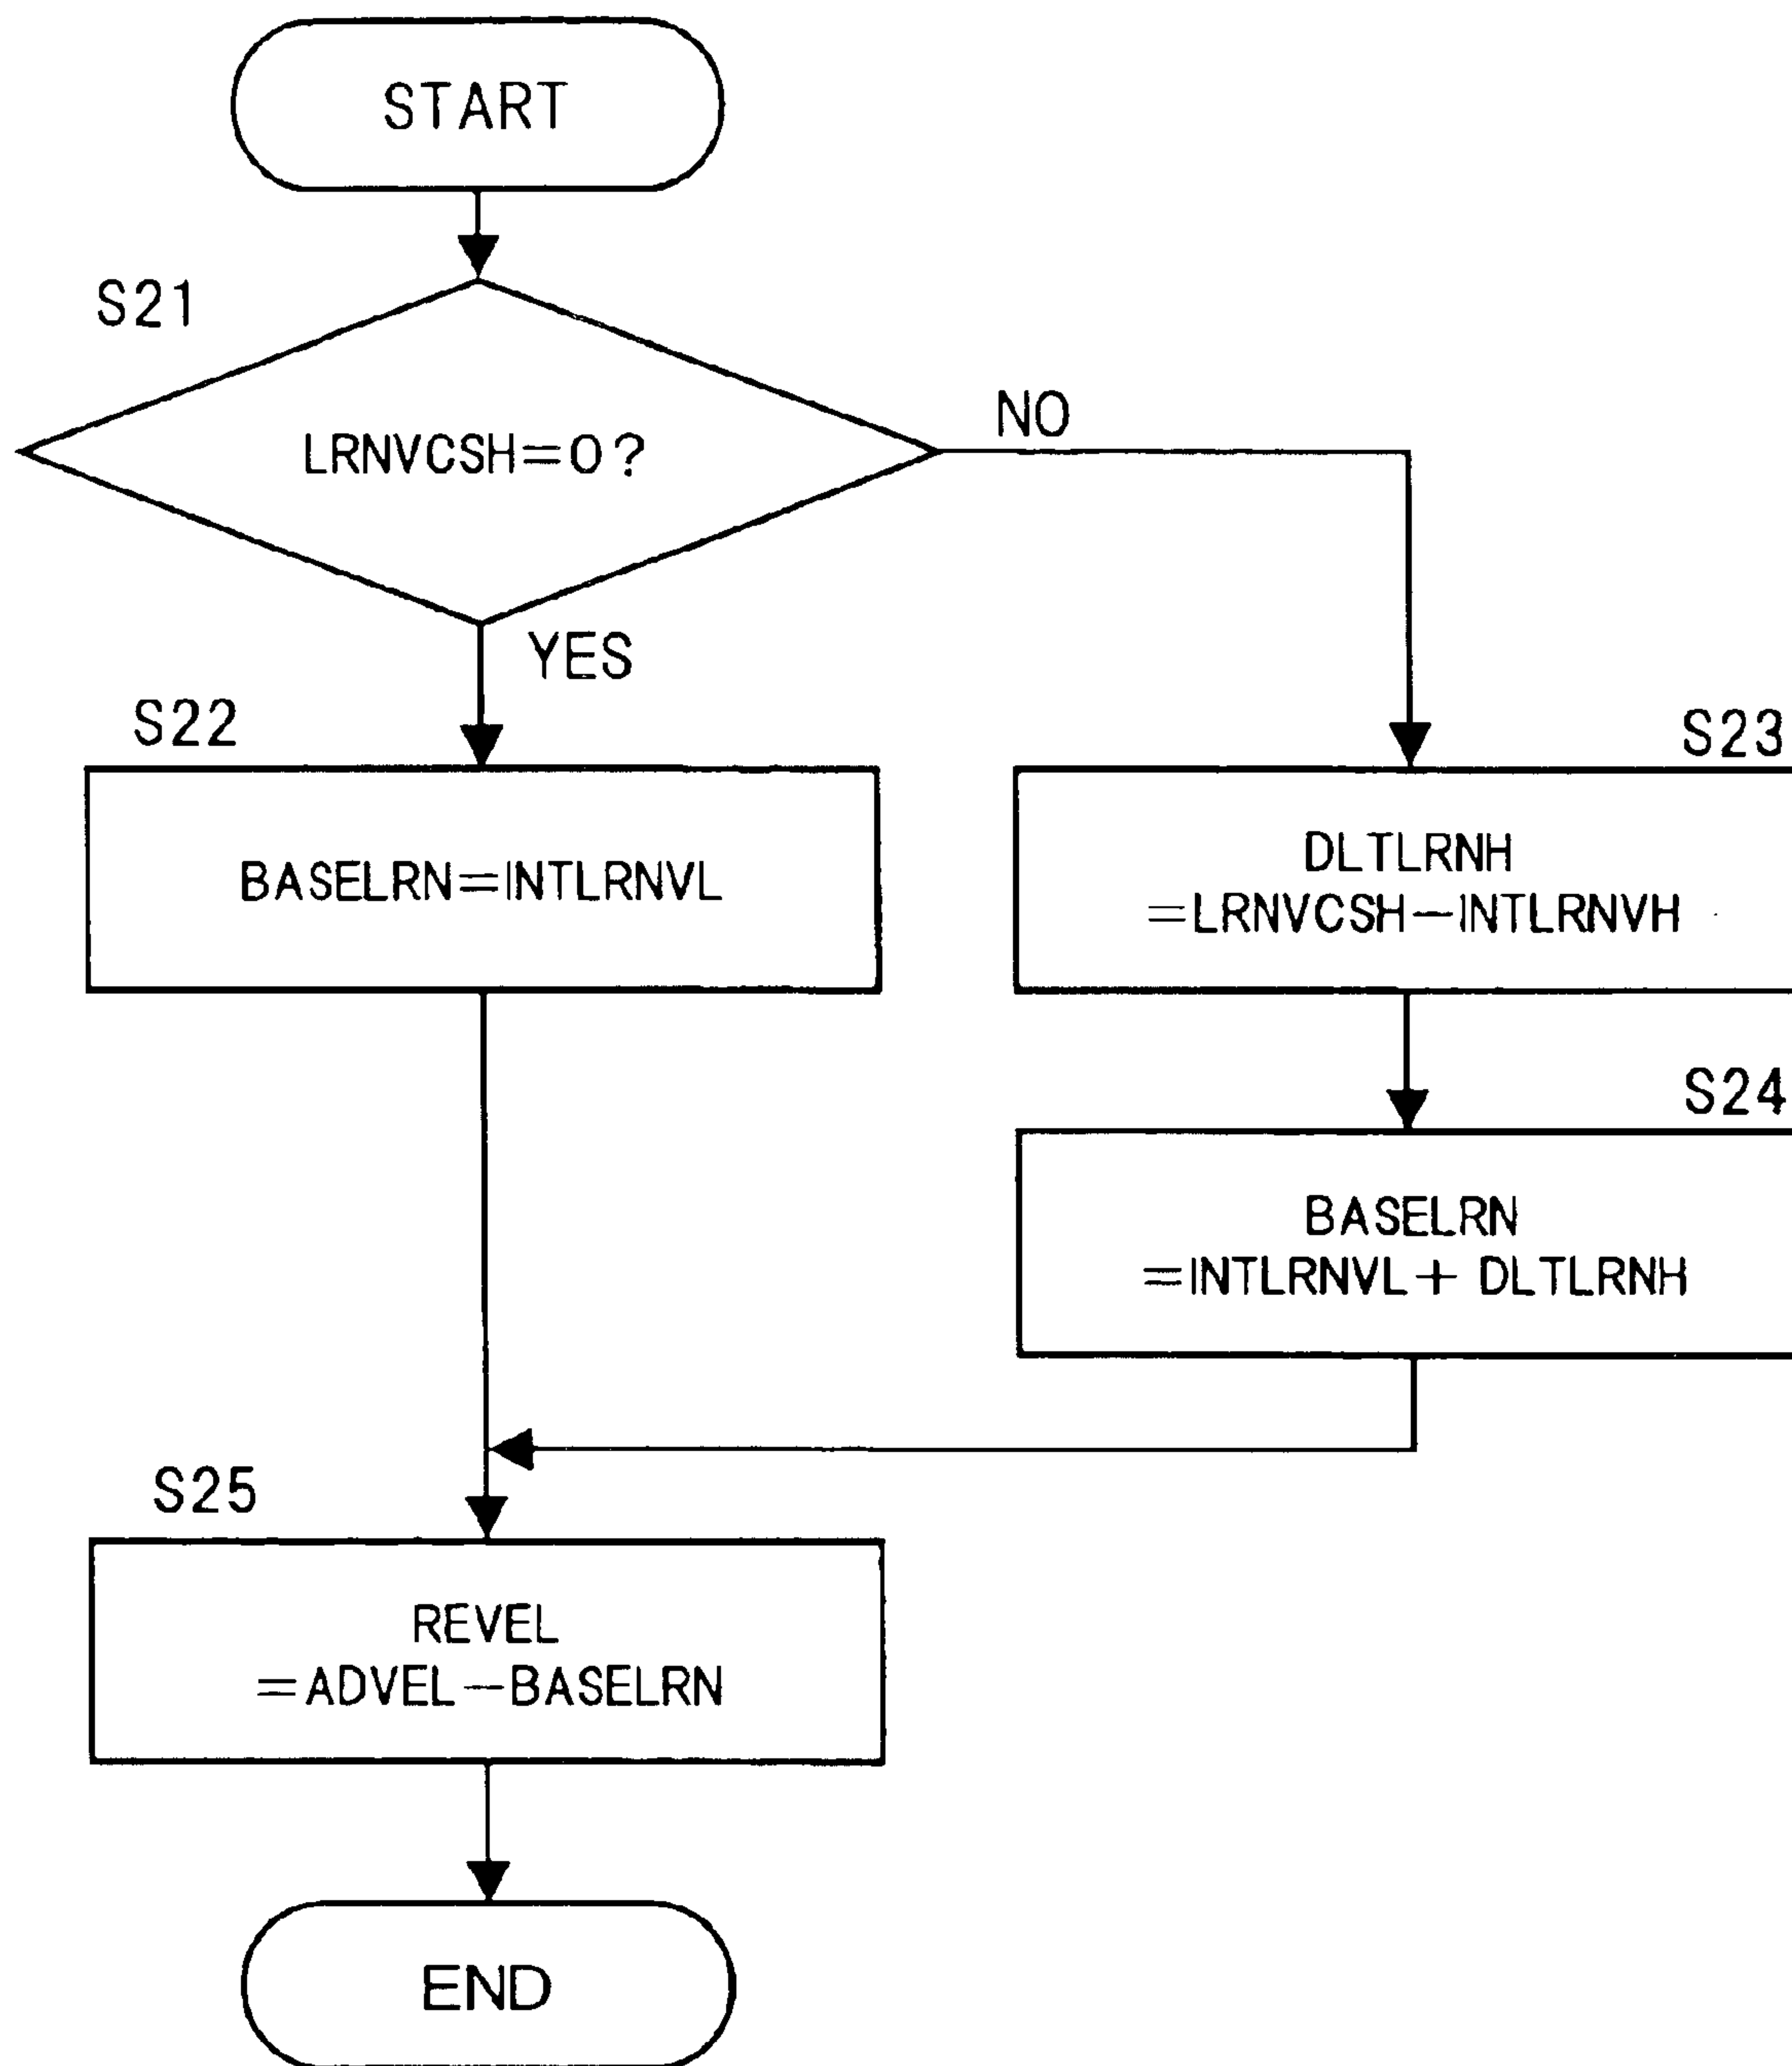 START
S21
LRNVCSH=0?
NO
YES
S22
BASELRN=INTLRNVL
S23
DLTLRNH
=LRNVCSH-INTLRNVH
S24
BASELRN
=INTLRNVL+ DLTLRNH
S25
REVEL
=ADVEL-BASELRN
END